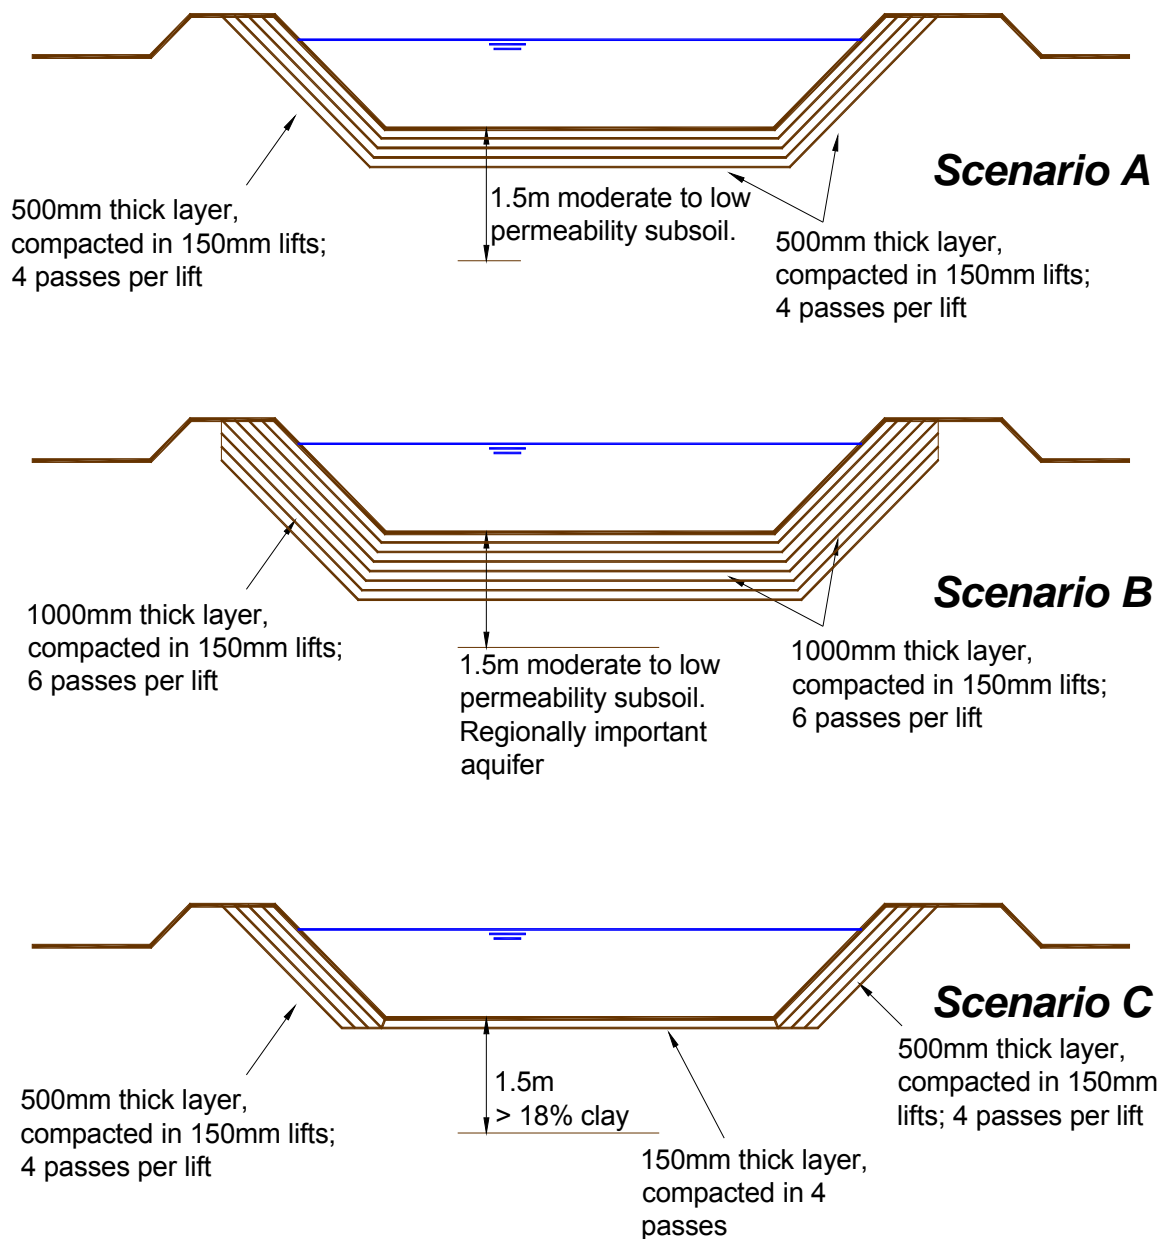 Scenario A
500mm thick layer,
compacted in 150mm lifts;
4 passes per lift
1.5m moderate to low
permeability subsoil.
500mm thick layer,
compacted in 150mm lifts;
4 passes per lift
Scenario B
1000mm thick layer,
compacted in 150mm lifts;
6 passes per lift
1.5m moderate to low
permeability subsoil.
Regionally important
aquifer
1000mm thick layer,
compacted in 150mm lifts;
6 passes per lift
Scenario C
500mm thick layer,
compacted in 150mm lifts;
4 passes per lift
1.5m
> 18% clay
150mm thick layer,
compacted in 4
passes
500mm thick layer,
compacted in 150mm
lifts; 4 passes per lift